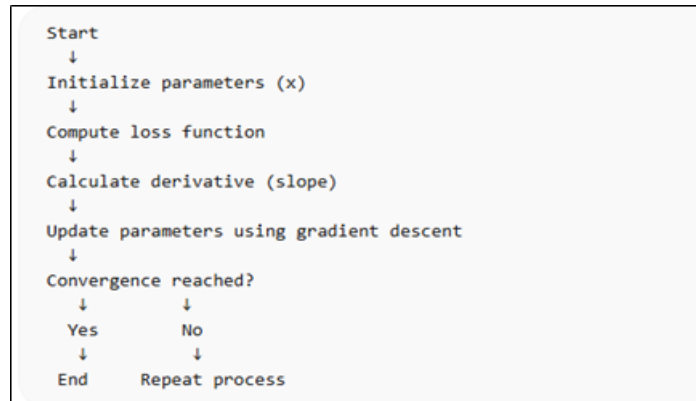 Start
↓
Initialize parameters (x)
↓
Compute loss function
↓
Calculate derivative (slope)
↓
Update parameters using gradient descent
↓
Convergence reached?
↓ ↓
Yes No
↓ ↓
End Repeat process